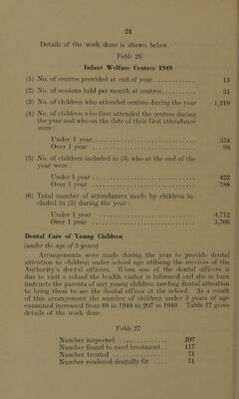 28
Details of the work done is shown below.
Table 26
Infant Welfare Centres 1949
(1) No. of centres provided at end of year ............ 15
(2) No. of sessions held per month at centres.......... 31
(3) No. of children who attended centres during the year 1,210
(4) No. of children who first attended the centres during
the year and who on the date of their first attendance
were :
Under 1 year.............................. 524
Over 1 year .............................. 98
(5) No. of children included in (3) who at the end of the
year were :
Under 1 year .............................. 422
Over 1 year .............................. 788
(6) Total number of attendances made by children in-
cluded in (3) during the year :
Under 1 year .............................. 4,712
Over 1 year .............................. 3,766
Dental Care of Young Children
(under the age of 5 years)
Arrangements were made during the year to provide dental
attention to children under school age utilising the services of the
Authority's dental officers. When one of the dental officers is
due to visit a school the health visitor is informed and she in turn
instructs the parents of any young children needing dental attention
to bring them to see the dental officer at the school. As a result
of this arrangement the number of children under 5 years of age
examined increased from 69 in 1948 to 207 in 1949. Table 27 gives
details of the work done.
Table 27
Number inspected .............. 207
Number found to need treatment... 117
Number treated ................ 71
Number rendered dentally fit .... 71